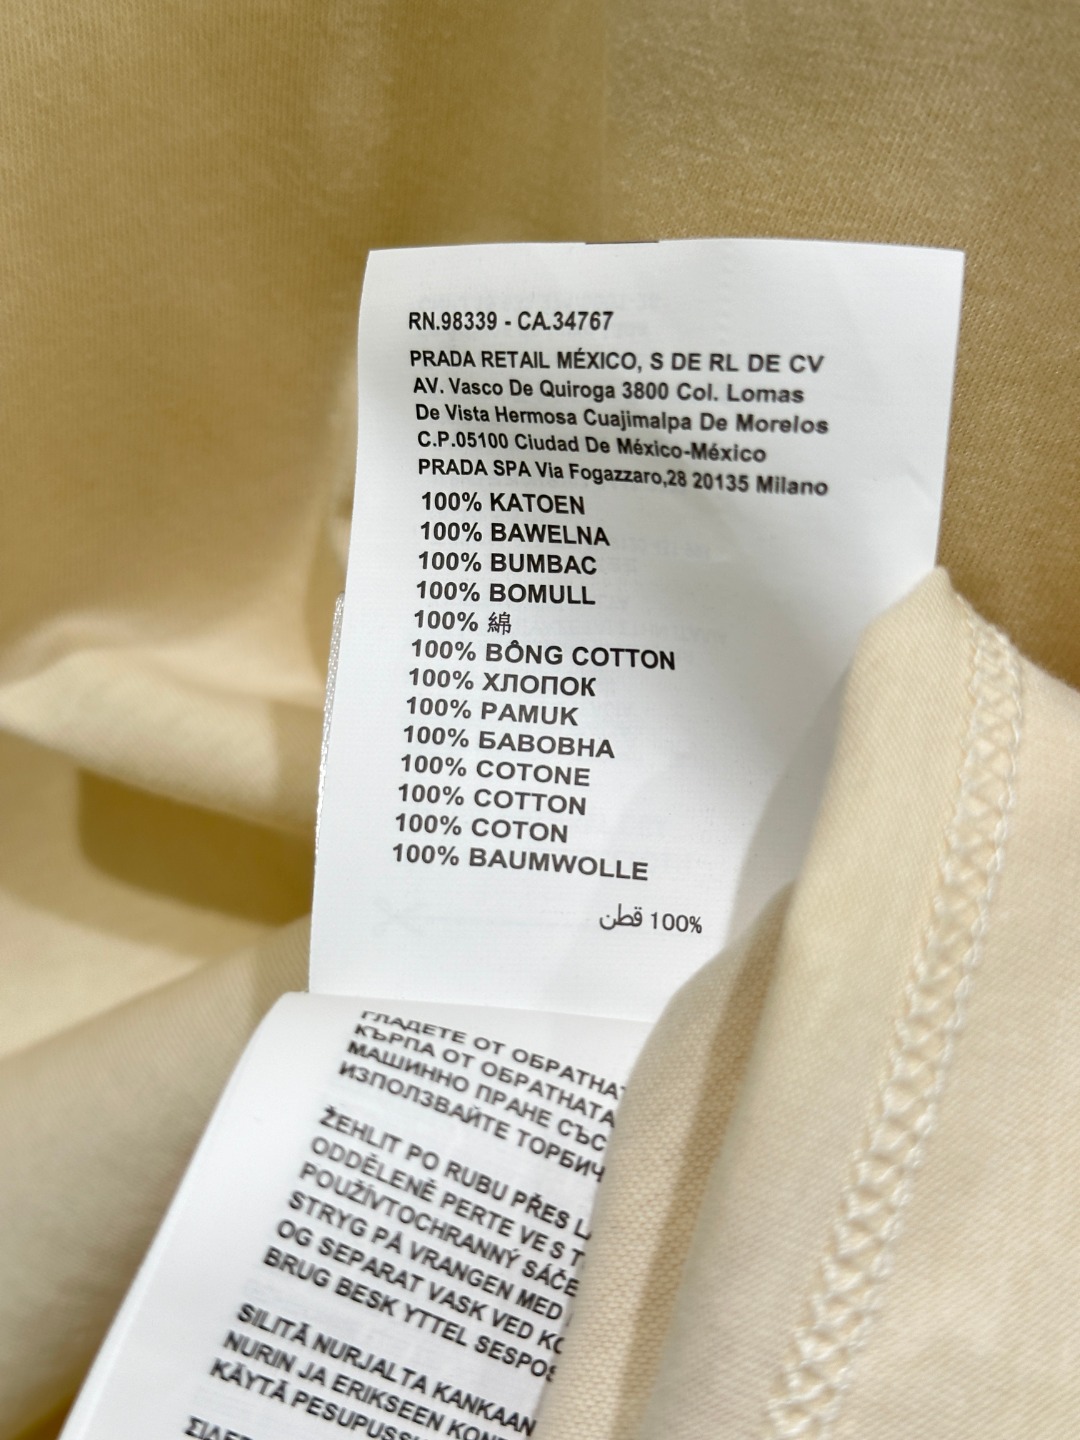 RN.98339 - CA.34767
PRADA RETAIL MÉXICO, S DE RL DE CV
AV. Vasco De Quiroga 3800 Col. Lomas
De Vista Hermosa Cuajimalpa De Morelos
C.P.05100 Ciudad De México-México
PRADA SPA Via Fogazzaro,28 20135 Milano
100% KATOEN
100% BAWELNA
100% BUMBAC
100% BOMULL
100% 綿
100% BÔNG COTTON
100% ХЛОПОК
100% PAMUK
100% БАВОВНА
100% COTONE
100% COTTON
100% COTON
100% BAUMWOLLE
100% قطن
ГЛАДЕТЕ ОТ ОБРАТНАТ
КЪРПА ОТ ОБРАТНАТА
МАШИННО ПРАНЕ СЪС
ИЗПОЛЗВАЙТЕ ТОРБИЧ
ŽEHLIT PO RUBU PŘES L
ODDĚLENĚ PERTE VE S T
POUŽÍVTOCHRANNÝ SÁČE
STRYG PÅ VRANGEN MED
OG SEPARAT VASK VED KO
BRUG BESK YTTEL SESPOS
SILITÄ NURJALTA KANKAAN
NURIN JA ERIKSEEN KON
KÄYTÄ PESUPUSS
ΣΙΔΕΡ